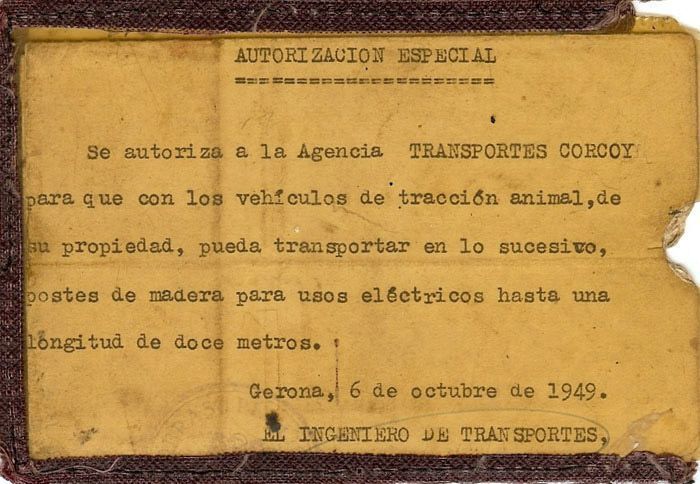 AUTORIZACION ESPECIAL
=====================
Se autoriza a la Agencia TRANSPORTES CORCOY
para que con los vehículos de tracción animal,de
su propiedad, pueda transportar en lo sucesivo,
postes de madera para usos eléctricos hasta una
longitud de doce metros.
Gerona, 6 de octubre de 1949.
EL INGENIERO DE TRANSPORTES,